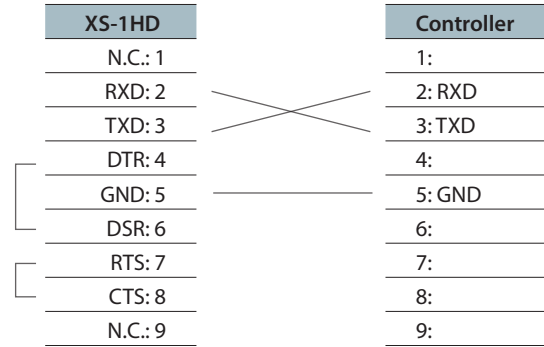 XS-1HD Controller
N.C.: 1 1:
RXD: 2 2: RXD
TXD: 3 3: TXD
DTR: 4 4:
GND: 5 5: GND
DSR: 6 6:
RTS: 7 7:
CTS: 8 8:
N.C.: 9 9: